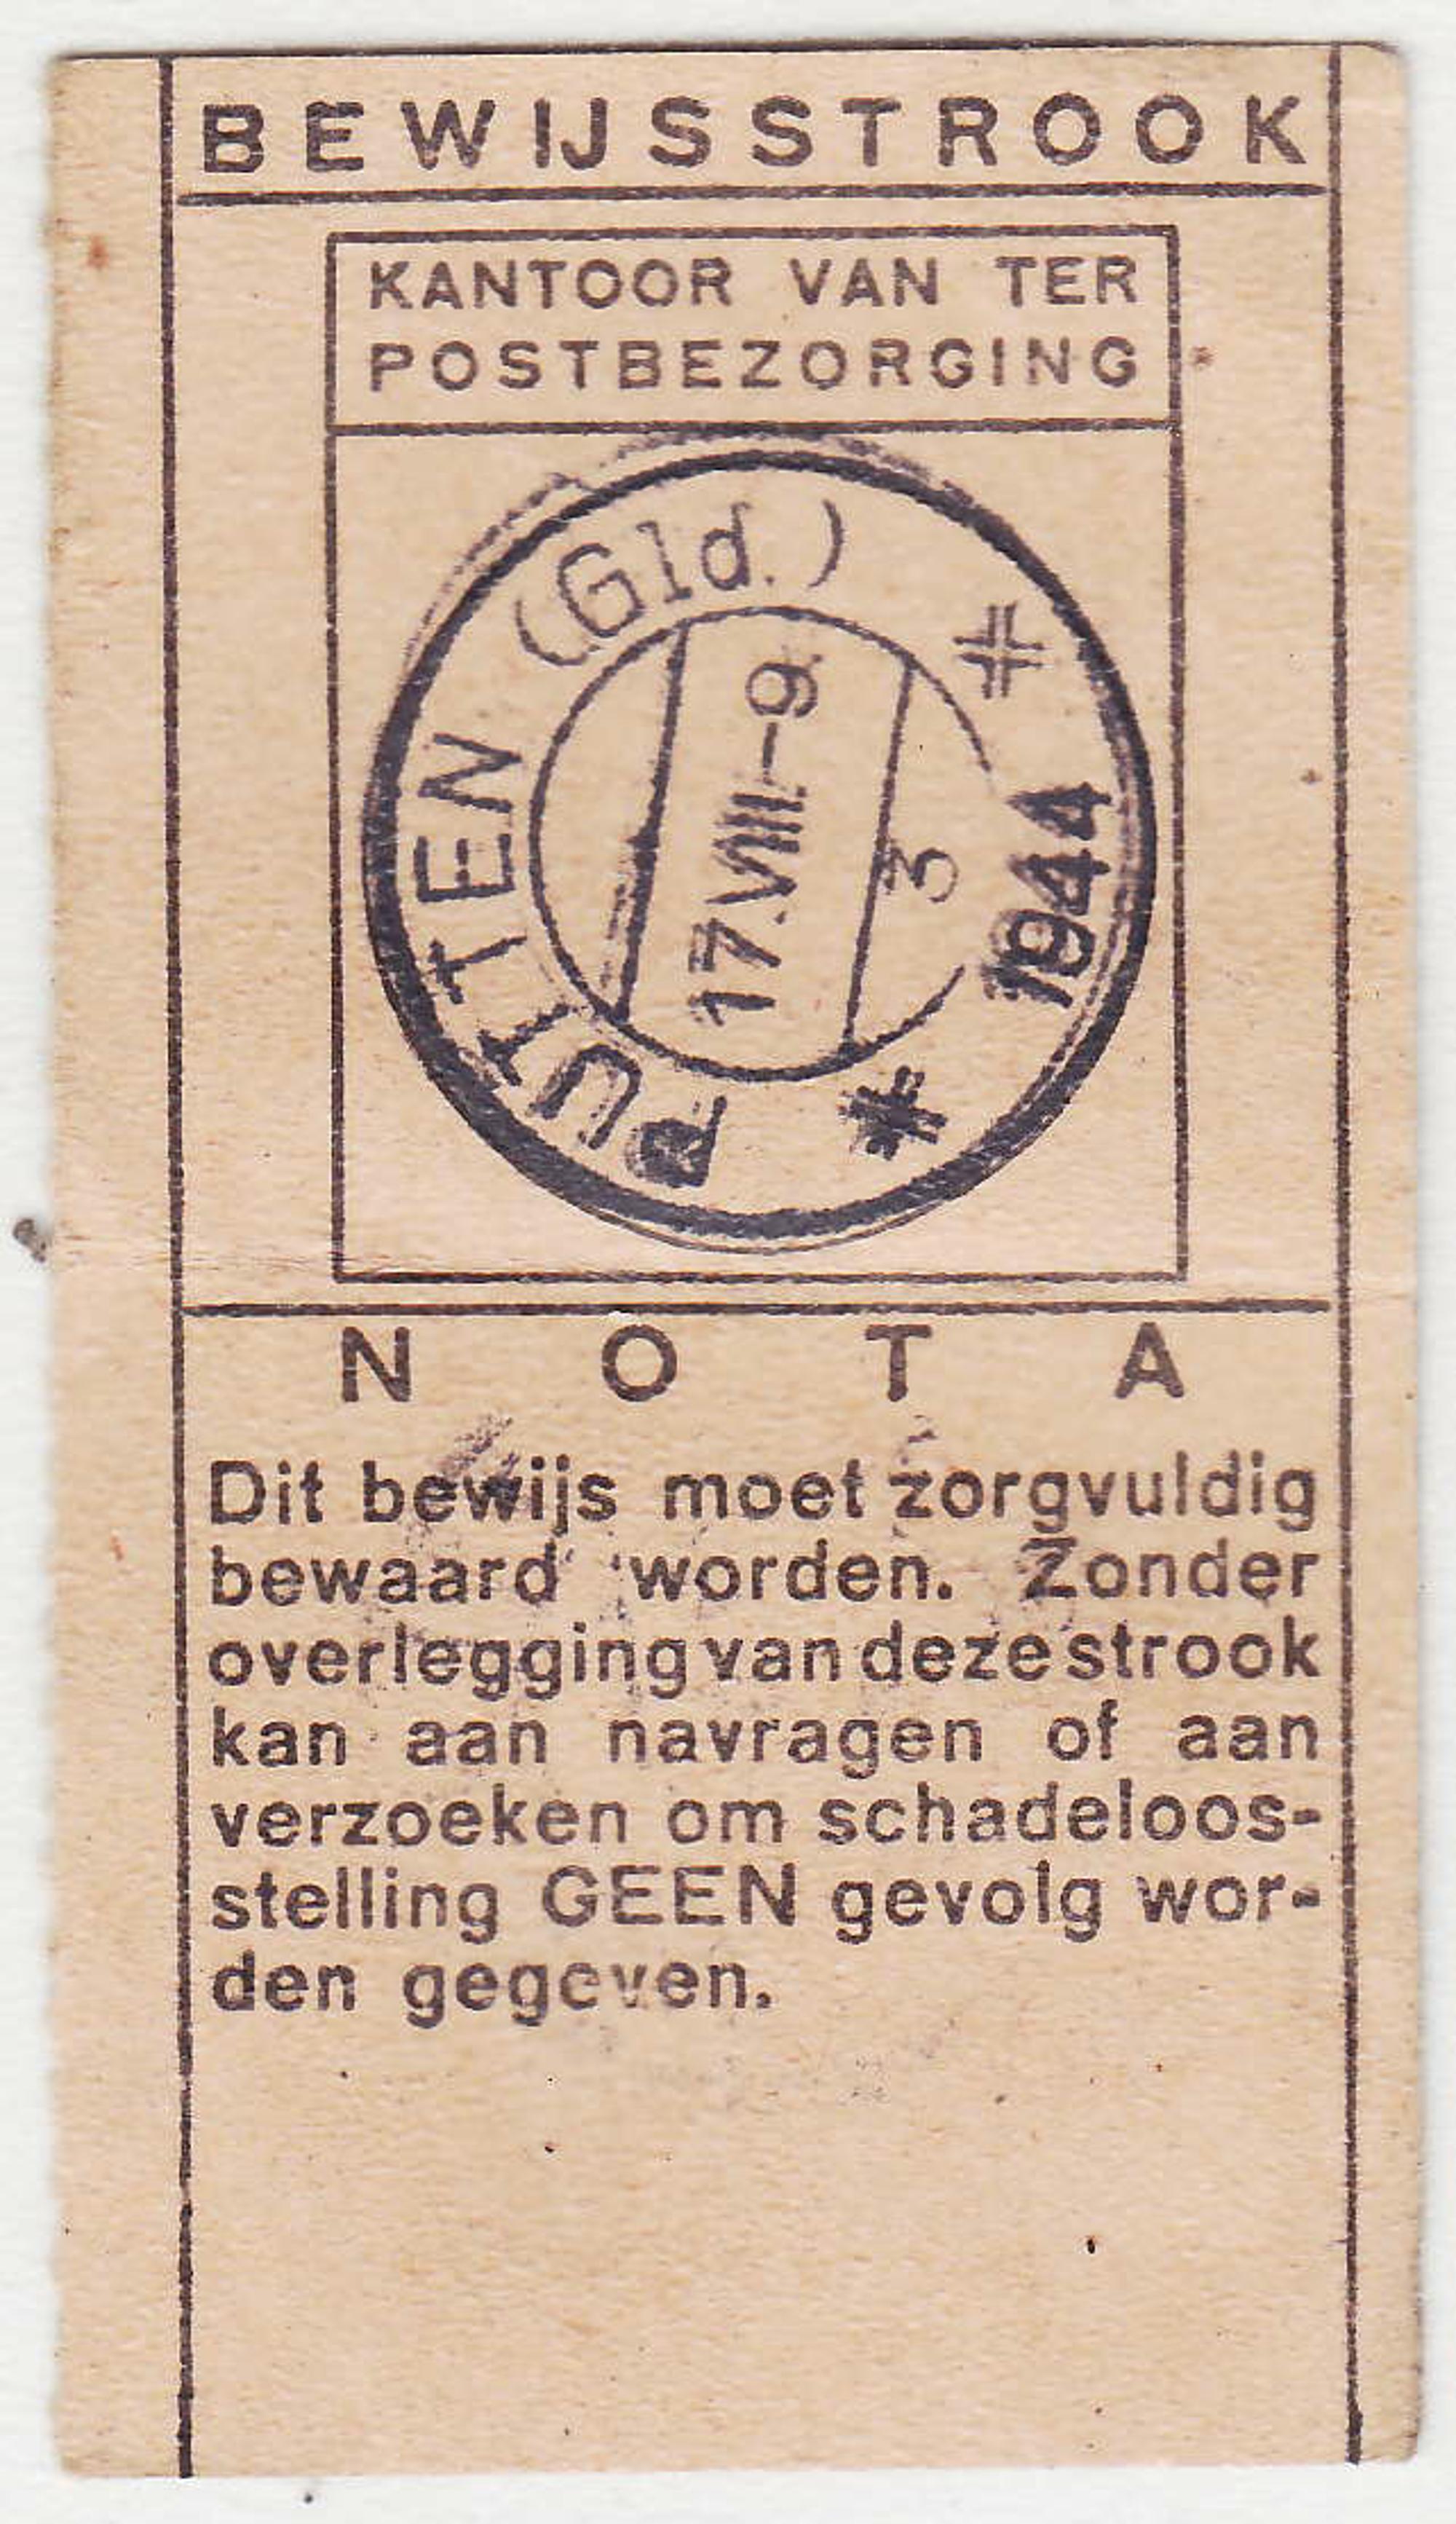 BEWIJSSTROOK
KANTOOR VAN TER
POSTBEZORGING
PUTTEN (Gld.)
17.VIII.–9.
3
1944
NOTA
Dit bewijs moet zorgvuldig
bewaard worden. Zonder
overlegging van deze strook
kan aan navragen of aan
verzoeken om schadeloos-
stelling GEEN gevolg wor-
den gegeven.